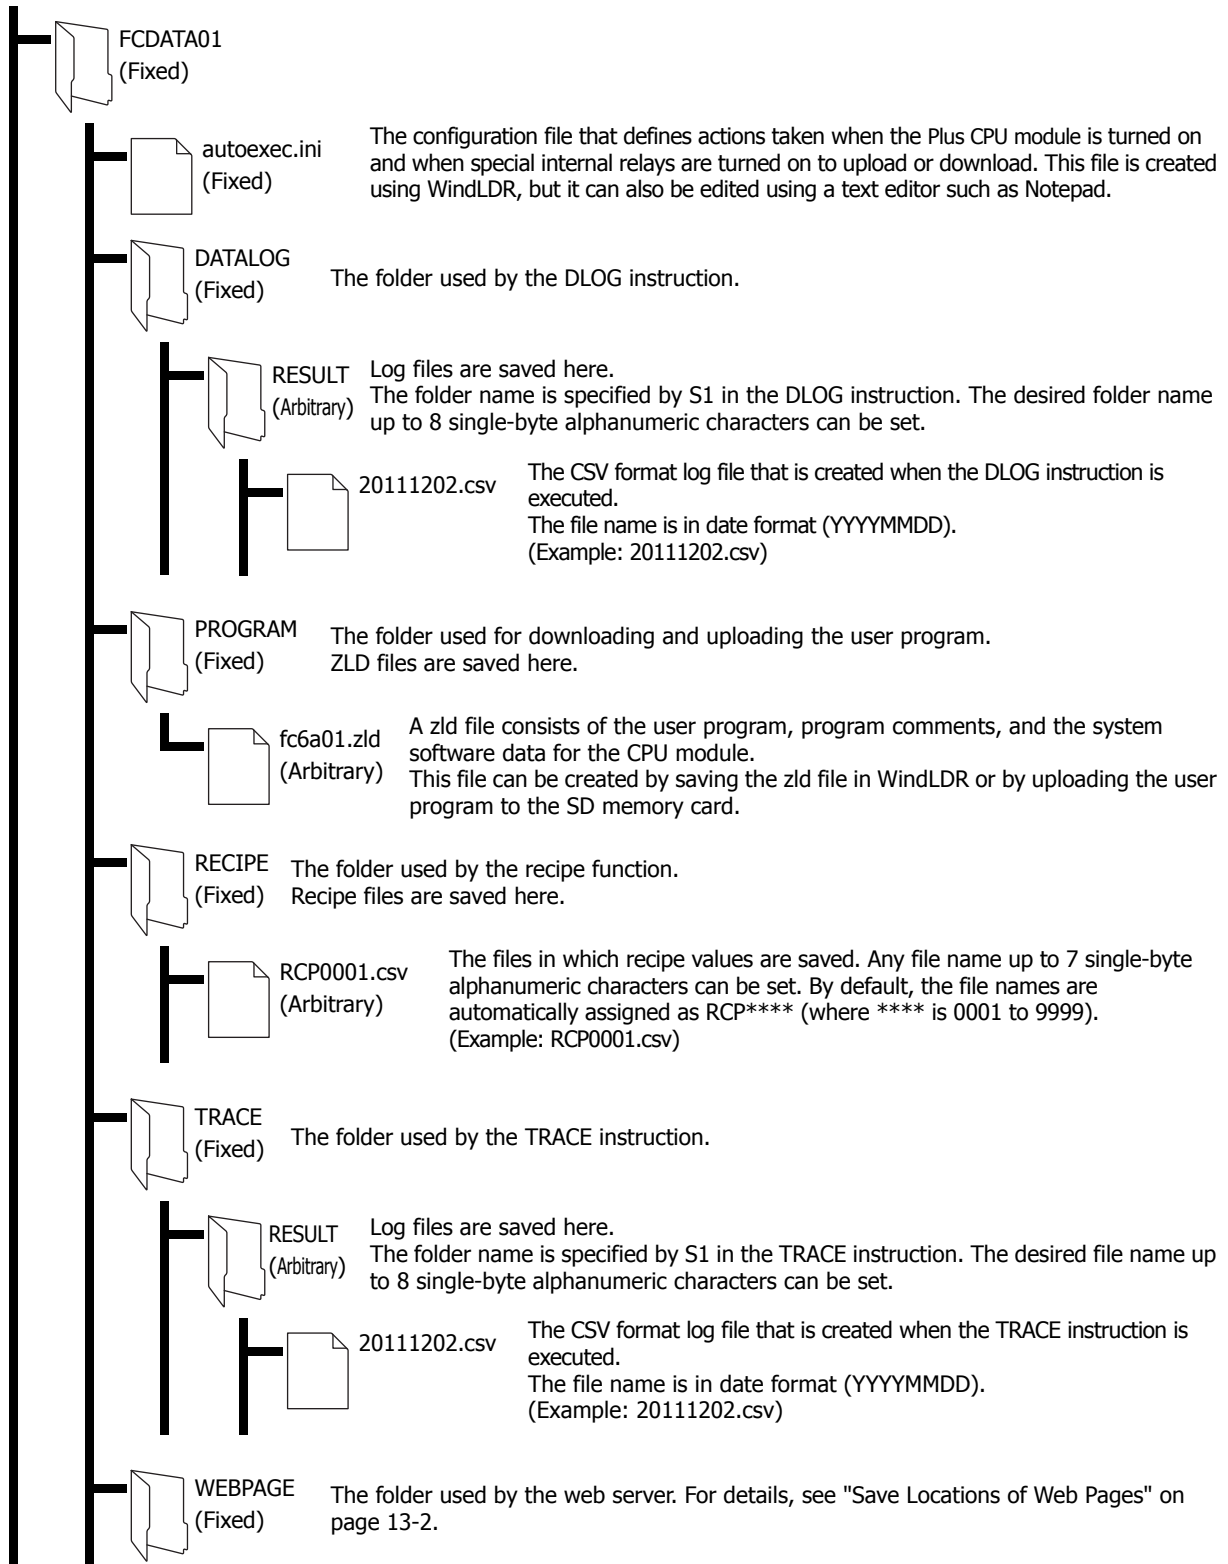 FCDATA01
(Fixed)
autoexec.ini
(Fixed)
The configuration file that defines actions taken when the Plus CPU module is turned on
and when special internal relays are turned on to upload or download. This file is created
using WindLDR, but it can also be edited using a text editor such as Notepad.
DATALOG
(Fixed)
The folder used by the DLOG instruction.
RESULT
(Arbitrary)
Log files are saved here.
The folder name is specified by S1 in the DLOG instruction. The desired folder name
up to 8 single-byte alphanumeric characters can be set.
20111202.csv
The CSV format log file that is created when the DLOG instruction is
executed.
The file name is in date format (YYYYMMDD).
(Example: 20111202.csv)
PROGRAM
(Fixed)
The folder used for downloading and uploading the user program.
ZLD files are saved here.
fc6a01.zld
(Arbitrary)
A zld file consists of the user program, program comments, and the system
software data for the CPU module.
This file can be created by saving the zld file in WindLDR or by uploading the user
program to the SD memory card.
RECIPE
(Fixed)
The folder used by the recipe function.
Recipe files are saved here.
RCP0001.csv
(Arbitrary)
The files in which recipe values are saved. Any file name up to 7 single-byte
alphanumeric characters can be set. By default, the file names are
automatically assigned as RCP**** (where **** is 0001 to 9999).
(Example: RCP0001.csv)
TRACE
(Fixed)
The folder used by the TRACE instruction.
RESULT
(Arbitrary)
Log files are saved here.
The folder name is specified by S1 in the TRACE instruction. The desired file name up
to 8 single-byte alphanumeric characters can be set.
20111202.csv
The CSV format log file that is created when the TRACE instruction is
executed.
The file name is in date format (YYYYMMDD).
(Example: 20111202.csv)
WEBPAGE
(Fixed)
The folder used by the web server. For details, see "Save Locations of Web Pages" on
page 13-2.